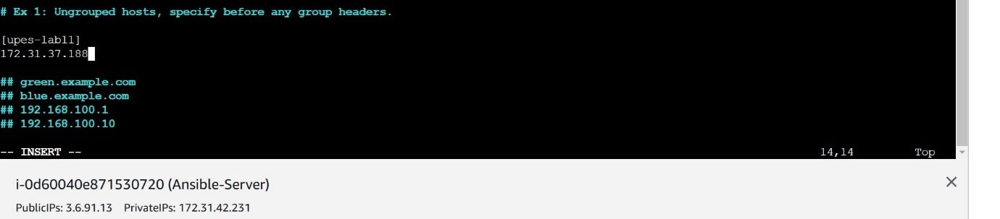 # Ex 1: Ungrouped hosts, specify before any group headers.
[upes-lab11]
172.31.37.188
## green.example.com
## blue.example.com
## 192.168.100.1
## 192.168.100.10
-- INSERT -- 14,14 Top
i-0d60040e871530720 (Ansible-Server)
PublicIPs: 3.6.91.13 PrivateIPs: 172.31.42.231